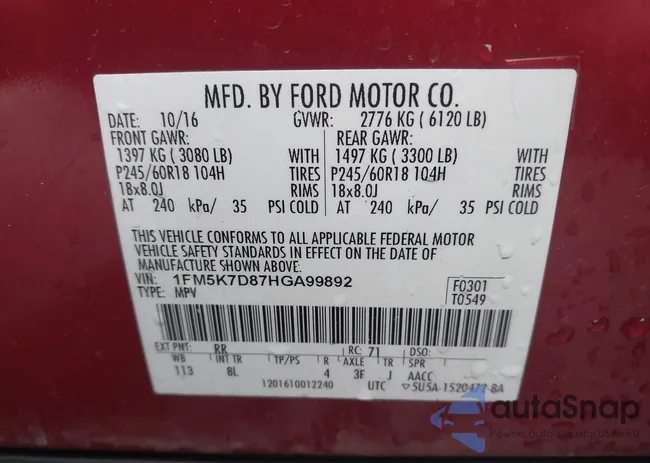 MFD. BY FORD MOTOR CO.
DATE: 10/16 GVWR: 2776 KG ( 6120 LB)
FRONT GAWR: REAR GAWR:
1397 KG ( 3080 LB) WITH 1497 KG ( 3300 LB) WITH
P245/60R18 104H TIRES P245/60R18 104H TIRES
18x8.0J RIMS 18x8.0J RIMS
AT 240 kPa/ 35 PSI COLD AT 240 kPa/ 35 PSI COLD
THIS VEHICLE CONFORMS TO ALL APPLICABLE FEDERAL MOTOR
VEHICLE SAFETY STANDARDS IN EFFECT ON THE DATE OF
MANUFACTURE SHOWN ABOVE.
VIN: 1FM5K7D87HGA99892 F0301
TYPE: MPV T0549
EXT PNT: RR RC: 71
WB INT TR TP/PS R AXLE TR SPR
113 8L 4 3F J AACC
1201610012240 UTC 5U5A-1520472-BA
autoSnap